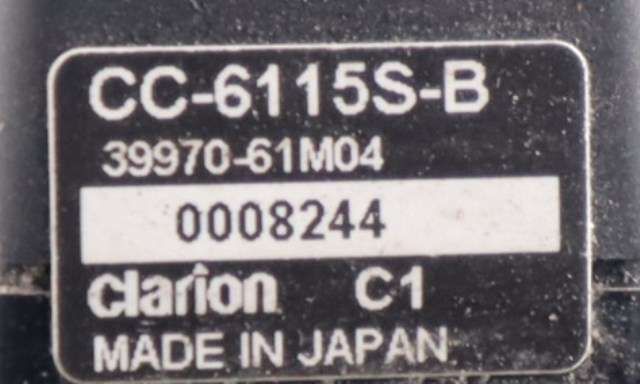 CC-6115S-B
39970-61M04
0008244
clarion C1
MADE IN JAPAN